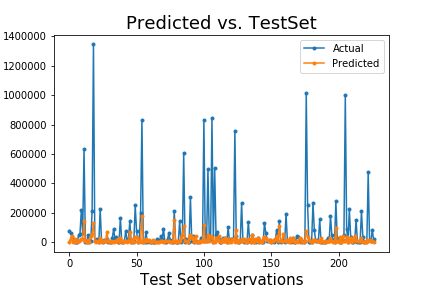 Predicted vs. TestSet
1400000
1200000
1000000
800000
600000
400000
200000
0
Actual
Predicted
0 50 100 150 200
Test Set observations